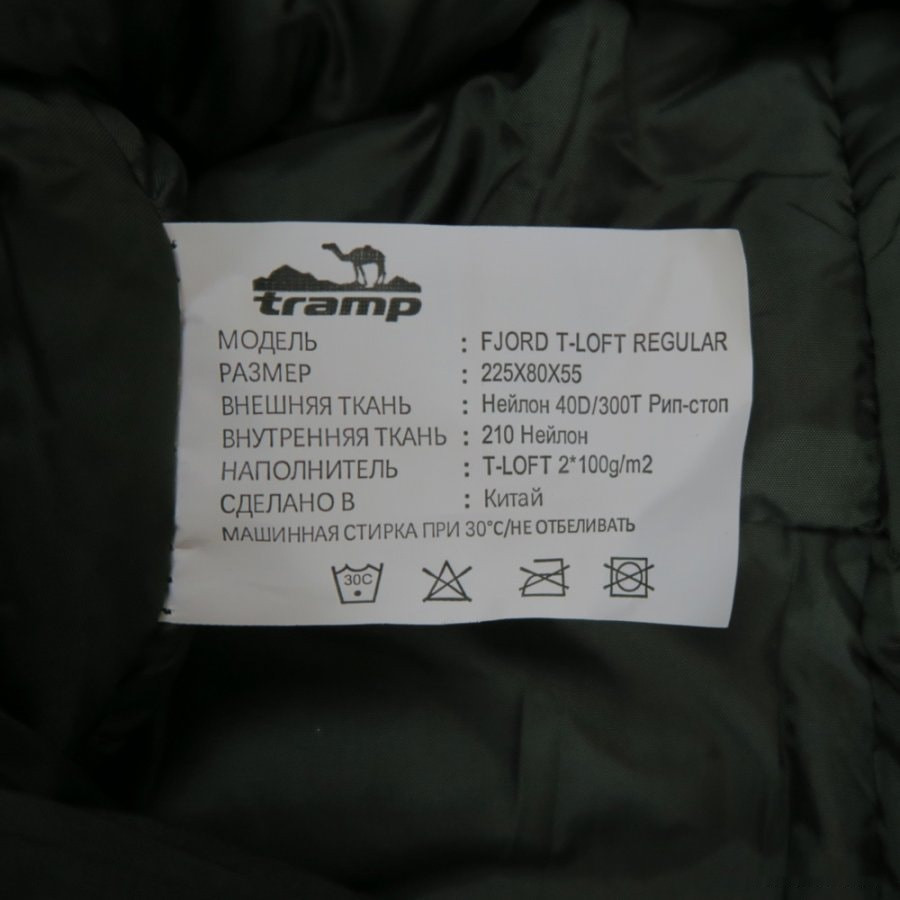 tramp
МОДЕЛЬ : FJORD T-LOFT REGULAR
РАЗМЕР : 225X80X55
ВНЕШНЯЯ ТКАНЬ : Нейлон 40D/300T Рип-стоп
ВНУТРЕННЯЯ ТКАНЬ : 210 Нейлон
НАПОЛНИТЕЛЬ : T-LOFT 2*100g/m2
СДЕЛАНО В : Китай
МАШИННАЯ СТИРКА ПРИ 30°С/НЕ ОТБЕЛИВАТЬ
30C